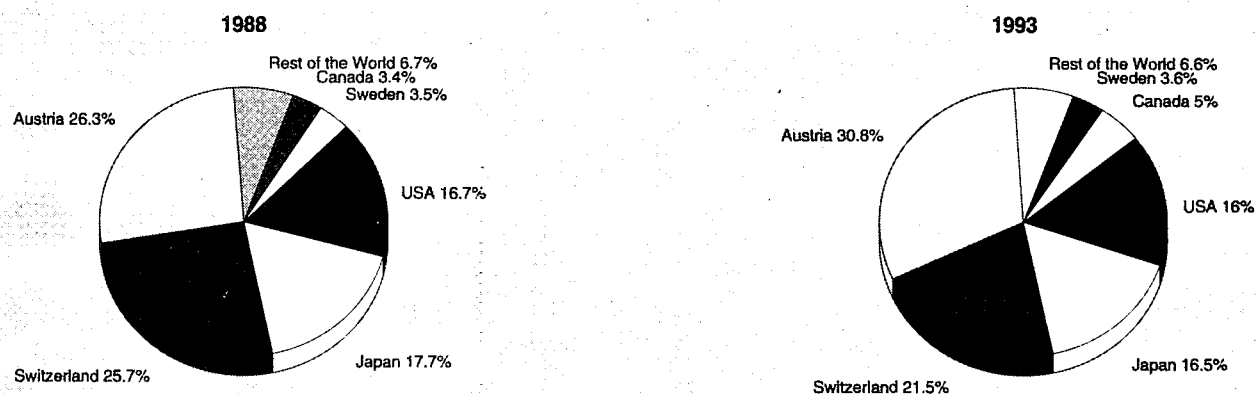 1988
Rest of the World 6.7%
Canada 3.4%
Sweden 3.5%
Austria 26.3%
USA 16.7%
Japan 17.7%
Switzerland 25.7%
1993
Rest of the World 6.6%
Sweden 3.6%
Canada 5%
Austria 30.8%
USA 16%
Japan 16.5%
Switzerland 21.5%